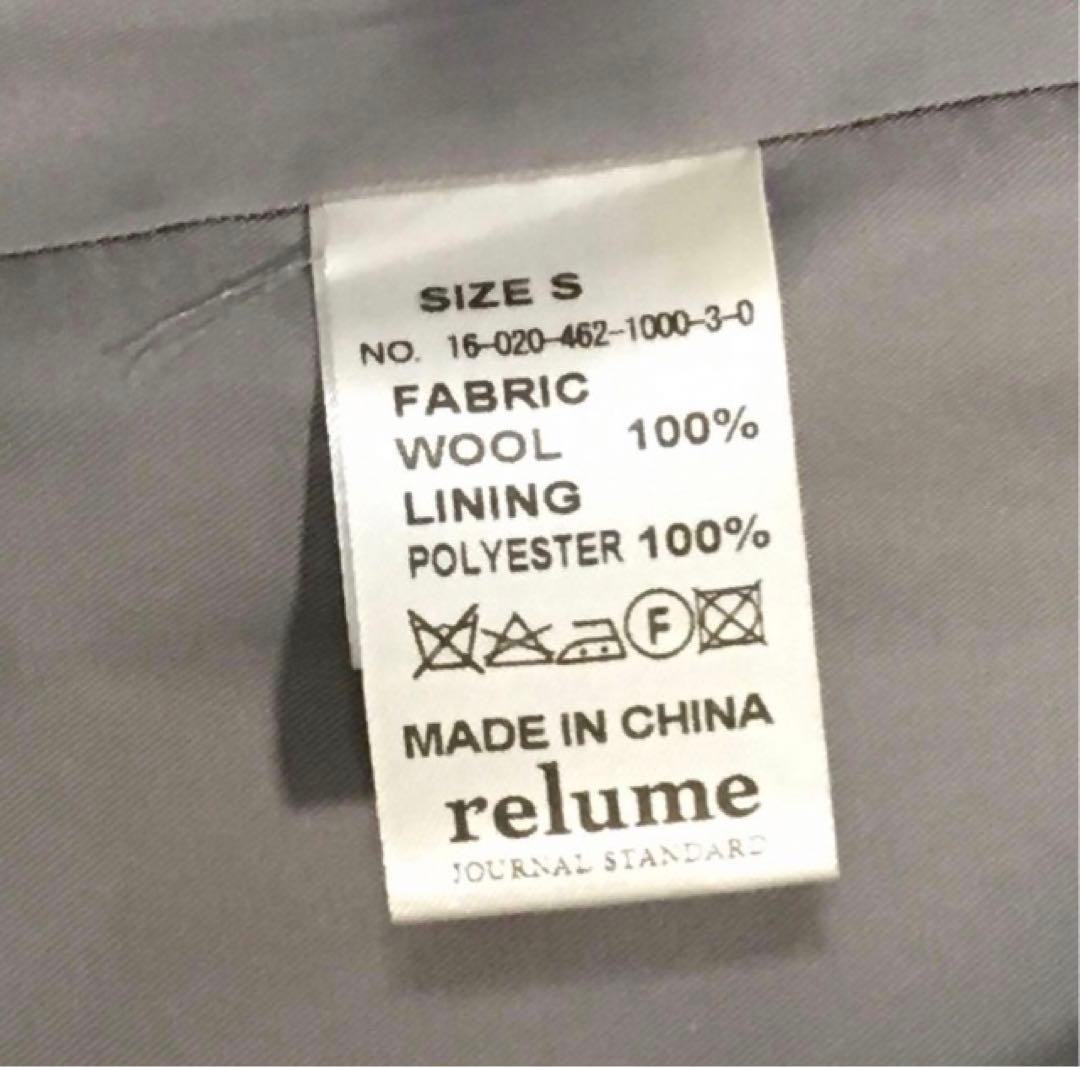 SIZE S
NO. 16-020-462-1000-3-0
FABRIC
WOOL 100%
LINING
POLYESTER 100%
F
MADE IN CHINA
relume
JOURNAL STANDARD